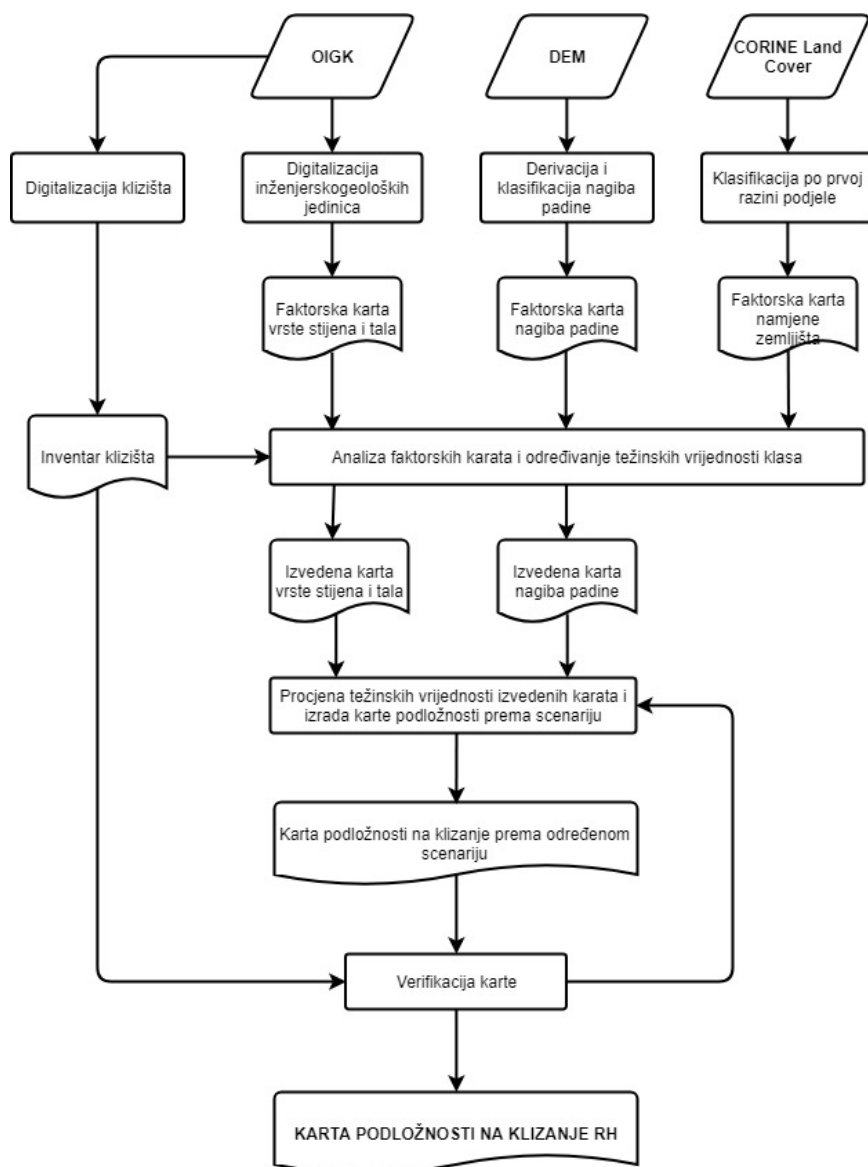 OIGK
DEM
CORINE Land
Cover
Digitalizacija klizišta
Digitalizacija
inženjerskogeoloških
jedinica
Derivacija i
klasifikacija nagiba
padine
Klasifikacija po prvoj
razini podjele
Faktorska karta
vrste stijena i tala
Faktorska karta
nagiba padine
Faktorska karta
namjene
zemljišta
Inventar klizišta
Analiza faktorskih karata i određivanje težinskih vrijednosti klasa
Izvedena karta
vrste stijena i tala
Izvedena karta
nagiba padine
Procjena težinskih vrijednosti izvedenih karata i
izrada karte podložnosti prema scenariju
Karta podložnosti na klizanje prema određenom
scenariju
Verifikacija karte
KARTA PODLOŽNOSTI NA KLIZANJE RH